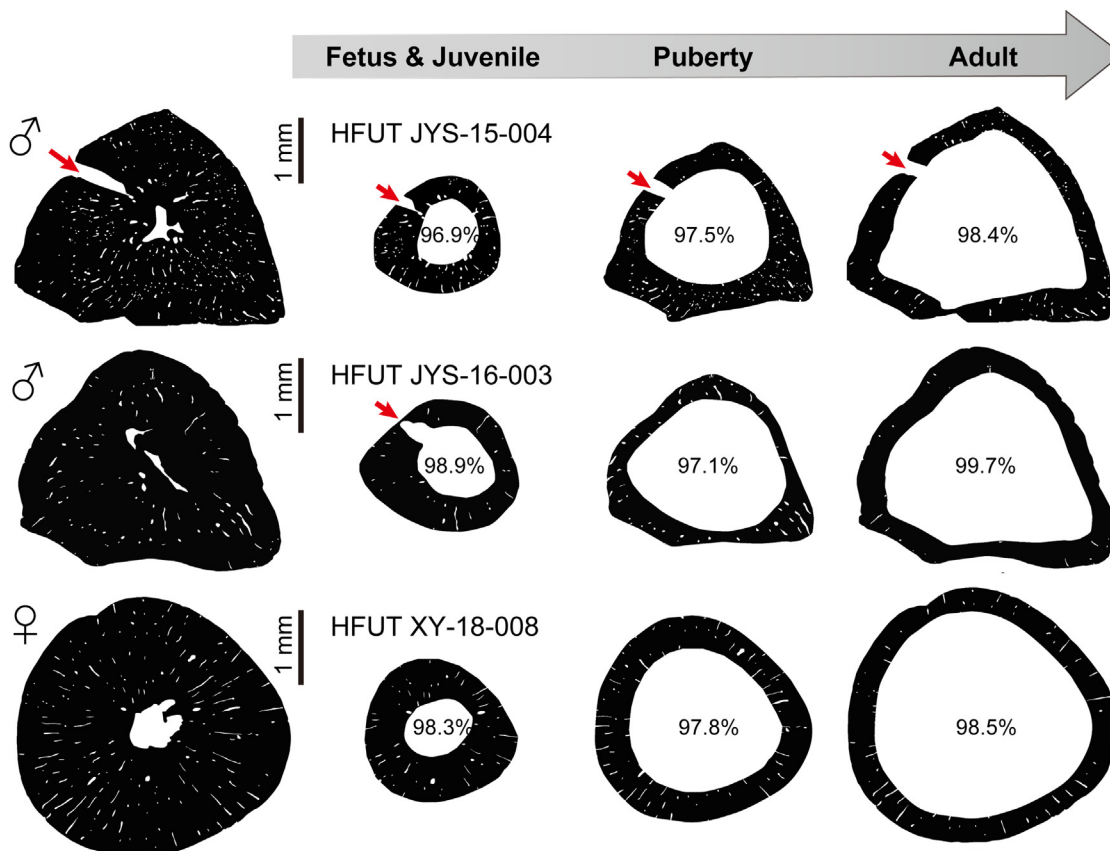 Fetus & Juvenile Puberty Adult
♂ 1 mm HFUT JYS-15-004
96.9% 97.5% 98.4%
♂ 1 mm HFUT JYS-16-003
98.9% 97.1% 99.7%
♀ 1 mm HFUT XY-18-008
98.3% 97.8% 98.5%